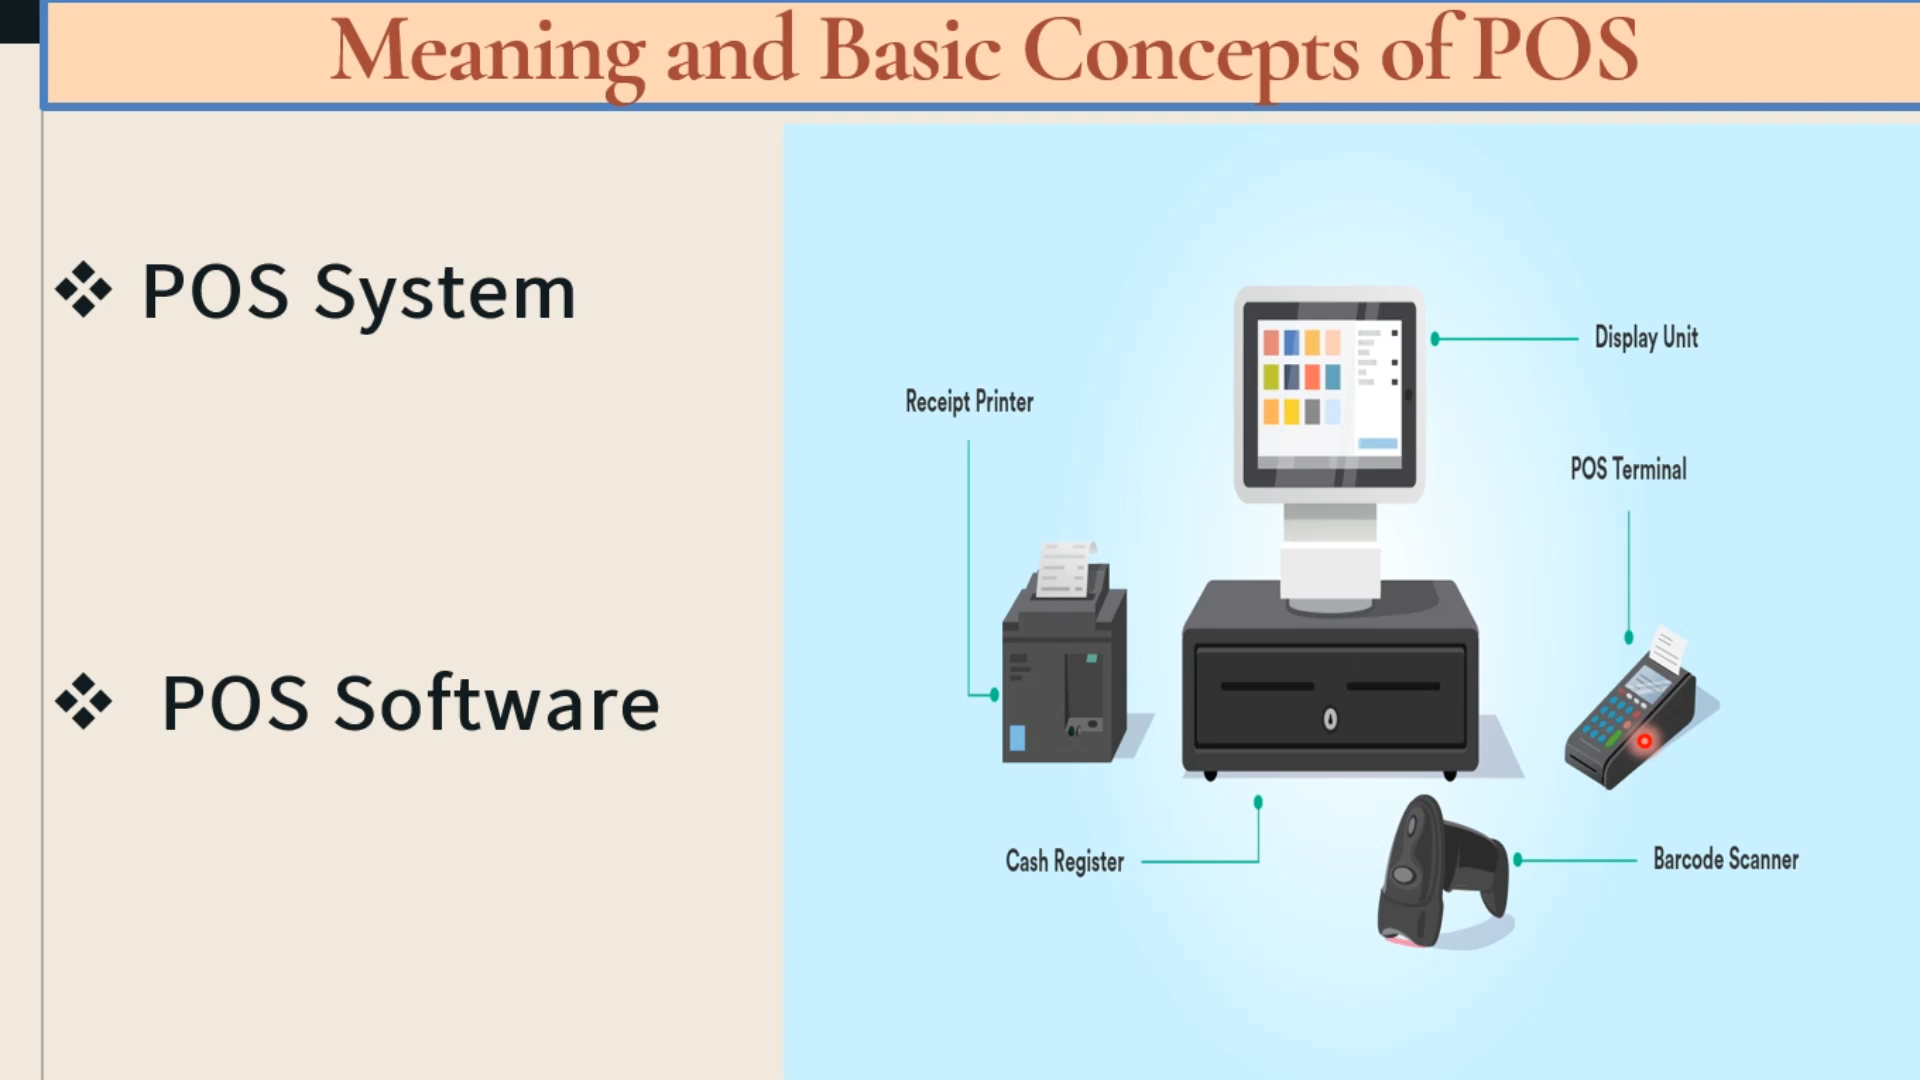 Meaning and Basic Concepts of POS
❖ POS System
❖ POS Software
Display Unit
Receipt Printer
POS Terminal
Cash Register
Barcode Scanner